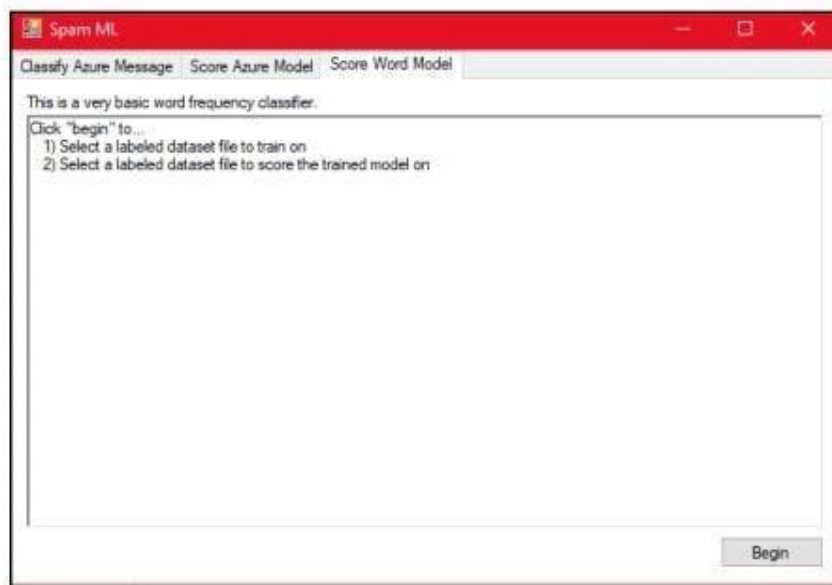 Spam ML
Classify Azure Message Score Azure Model Score Word Model
This is a very basic word frequency classifier.
Click "begin" to...
1) Select a labeled dataset file to train on
2) Select a labeled dataset file to score the trained model on
Begin